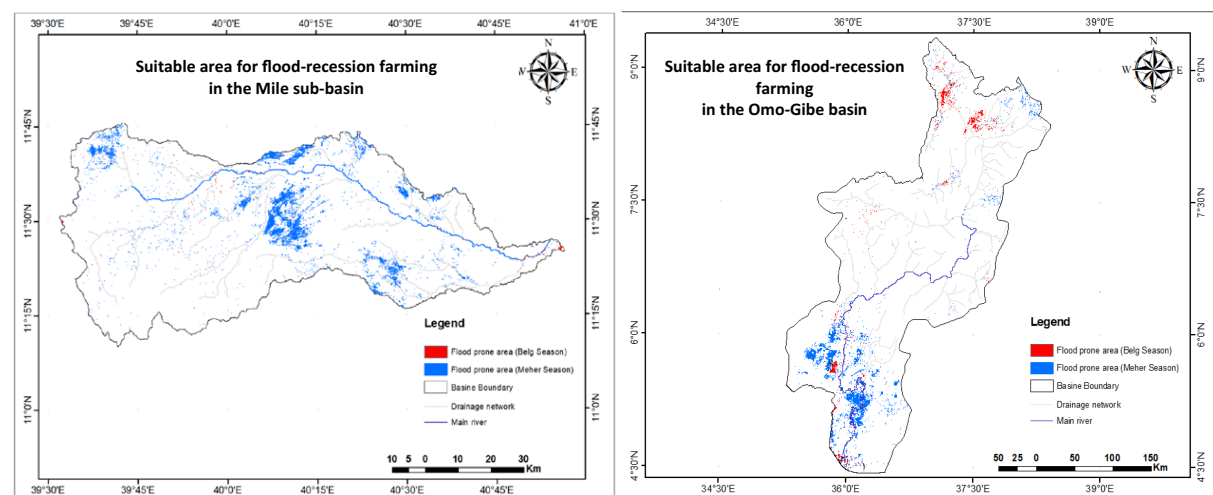 39°30'E 39°45'E 40°0'E 40°15'E 40°30'E 40°45'E 41°0'E
Suitable area for flood-recession farming
in the Mile sub-basin
N
W E
S
11°45'N 11°45'N
11°30'N 11°30'N
11°15'N 11°15'N
11°0'N 11°0'N
Legend
Flood prone area (Belg Season)
Flood prone area (Meher Season)
Basine Boundary
Drainage network
Main river
10 5 0 10 20 30
Km
39°30'E 39°45'E 40°0'E 40°15'E 40°30'E 40°45'E
34°30'E 36°0'E 37°30'E 39°0'E
Suitable area for flood-recession
farming
in the Omo-Gibe basin
N
W E
S
9°0'N 9°0'N
7°30'N 7°30'N
6°0'N 6°0'N
4°30'N 4°30'N
Legend
Flood prone area (Belg Season)
Flood prone area (Meher Season)
Basine Boundary
Drainage network
Main river
50 25 0 50 100 150
Km
34°30'E 36°0'E 37°30'E 39°0'E